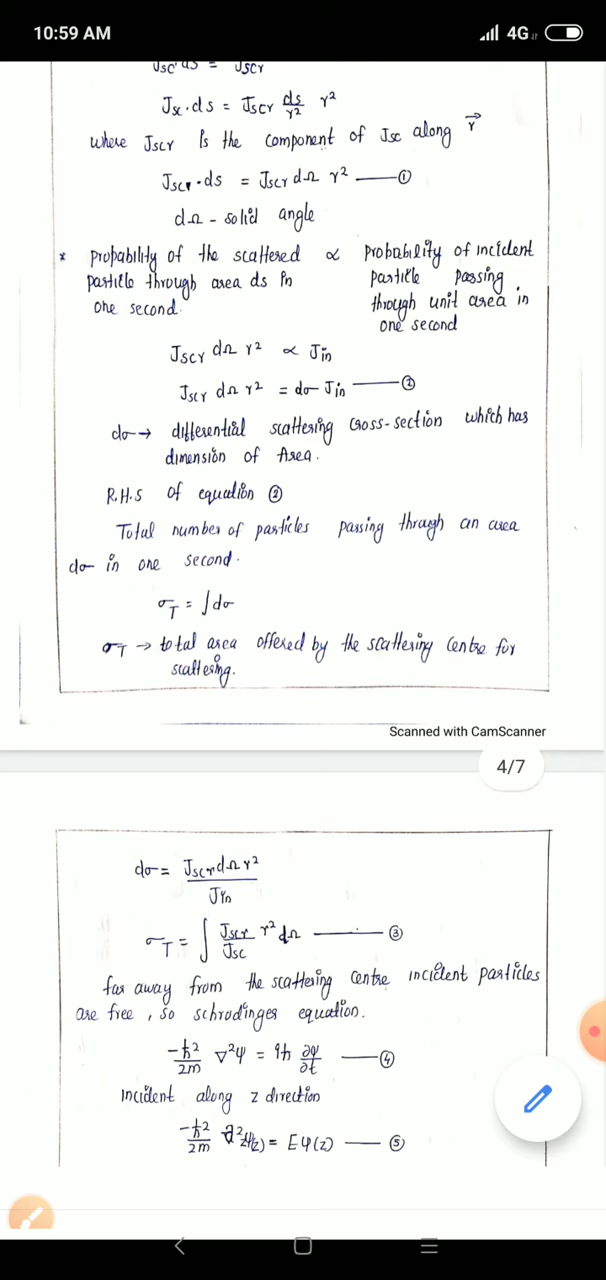 10:59 AM
4G
Jsc·ds = Jscr
Jsc·ds = Jscr ds/r² r²
where Jscr is the component of Jsc along r⃗
Jscr·ds = Jscr dΩ r² —— ①
dΩ - solid angle
* Probability of the scattered particle through area ds in one second. ∝ Probability of incident particle passing through unit area in one second
Jscr dΩ r² ∝ Jin
Jscr dΩ r² = dσ Jin —— ②
dσ → differential scattering cross-section which has
dimension of Area.
R.H.S of equation ②
Total number of particles passing through an area
dσ in one second.
σT = ∫dσ
σT → total area offered by the scattering centre for
scattering.
Scanned with CamScanner
4/7
dσ = Jscr dΩ r² / Jin
σT = ∫ Jscr/Jsc r² dΩ —— ③
far away from the scattering centre incident particles
are free, so schrodinges equation.
-ħ²/2m ∇²ψ = iħ ∂ψ/∂t —— ④
Incident along z direction
-ħ²/2m = Eψ(z) —— ⑤